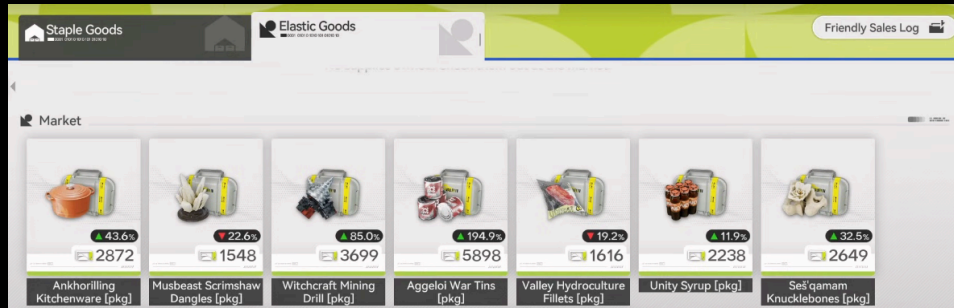 Staple Goods
Elastic Goods
Friendly Sales Log
Market
43.6%
2872
Ankhorilling
Kitchenware [pkg]
22.6%
1548
Musbeast Scrimshaw
Dangles [pkg]
85.0%
3699
Witchcraft Mining
Drill [pkg]
194.9%
5898
Aggeloi War Tins
[pkg]
19.2%
1616
Valley Hydroculture
Fillets [pkg]
11.9%
2238
Unity Syrup [pkg]
32.5%
2649
Seš'qamam
Knucklebones [pkg]